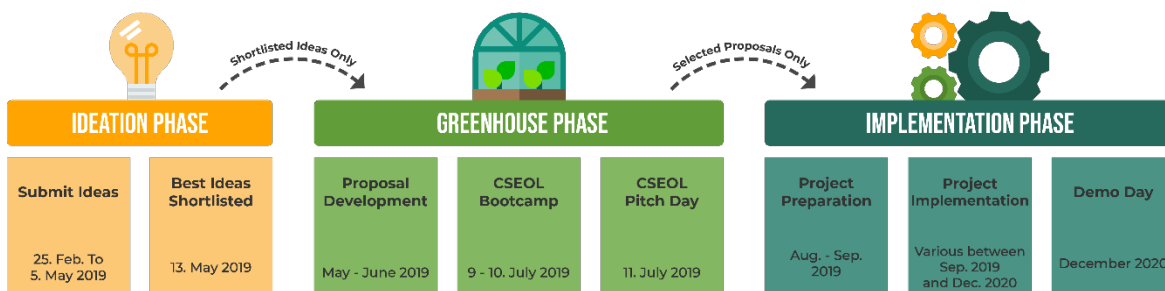 Shortlisted Ideas Only
Selected Proposals Only
IDEATION PHASE
GREENHOUSE PHASE
IMPLEMENTATION PHASE
Submit Ideas
25. Feb. To
5. May 2019
Best Ideas
Shortlisted
13. May 2019
Proposal
Development
May - June 2019
CSEOL
Bootcamp
9 - 10. July 2019
CSEOL
Pitch Day
11. July 2019
Project
Preparation
Aug. - Sep.
2019
Project
Implementation
Various between
Sep. 2019
and Dec. 2020
Demo Day
December 2020